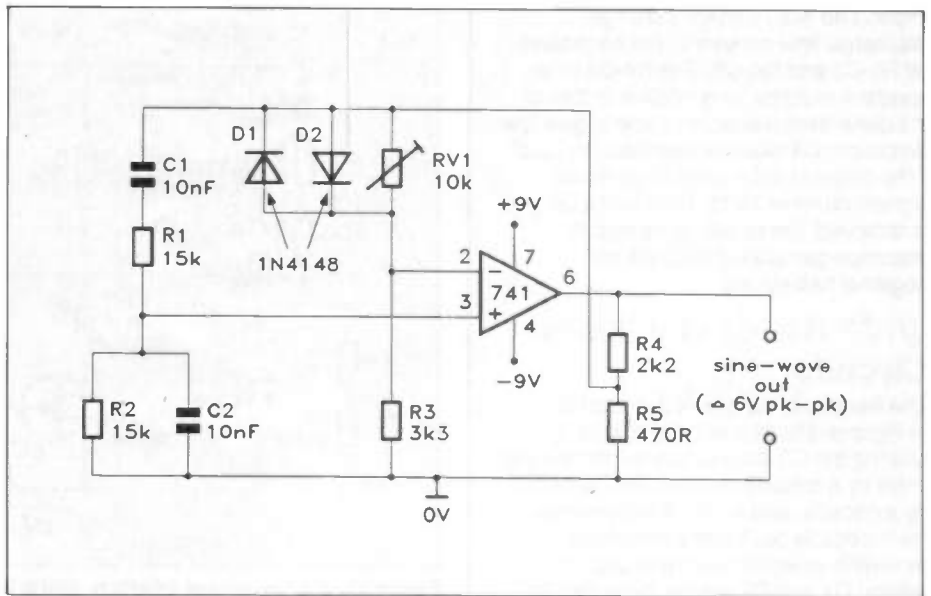 D1 D2
C1
10nF
RV1
10k
+9V
R1
15k
1N4148
2 − 7
741 6
3 + 4
−9V
R4
2k2
sine-wave
out
(≏ 6V pk-pk)
R2
15k
C2
10nF
R3
3k3
R5
470R
0V